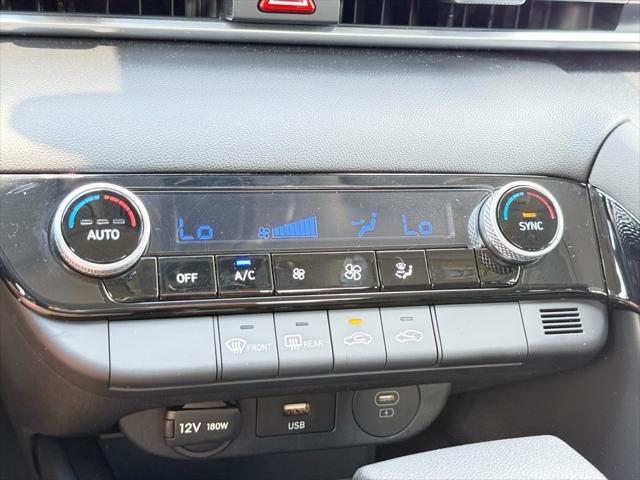 Lo Lo
AUTO SYNC
OFF A/C
FRONT REAR
12V 180W USB